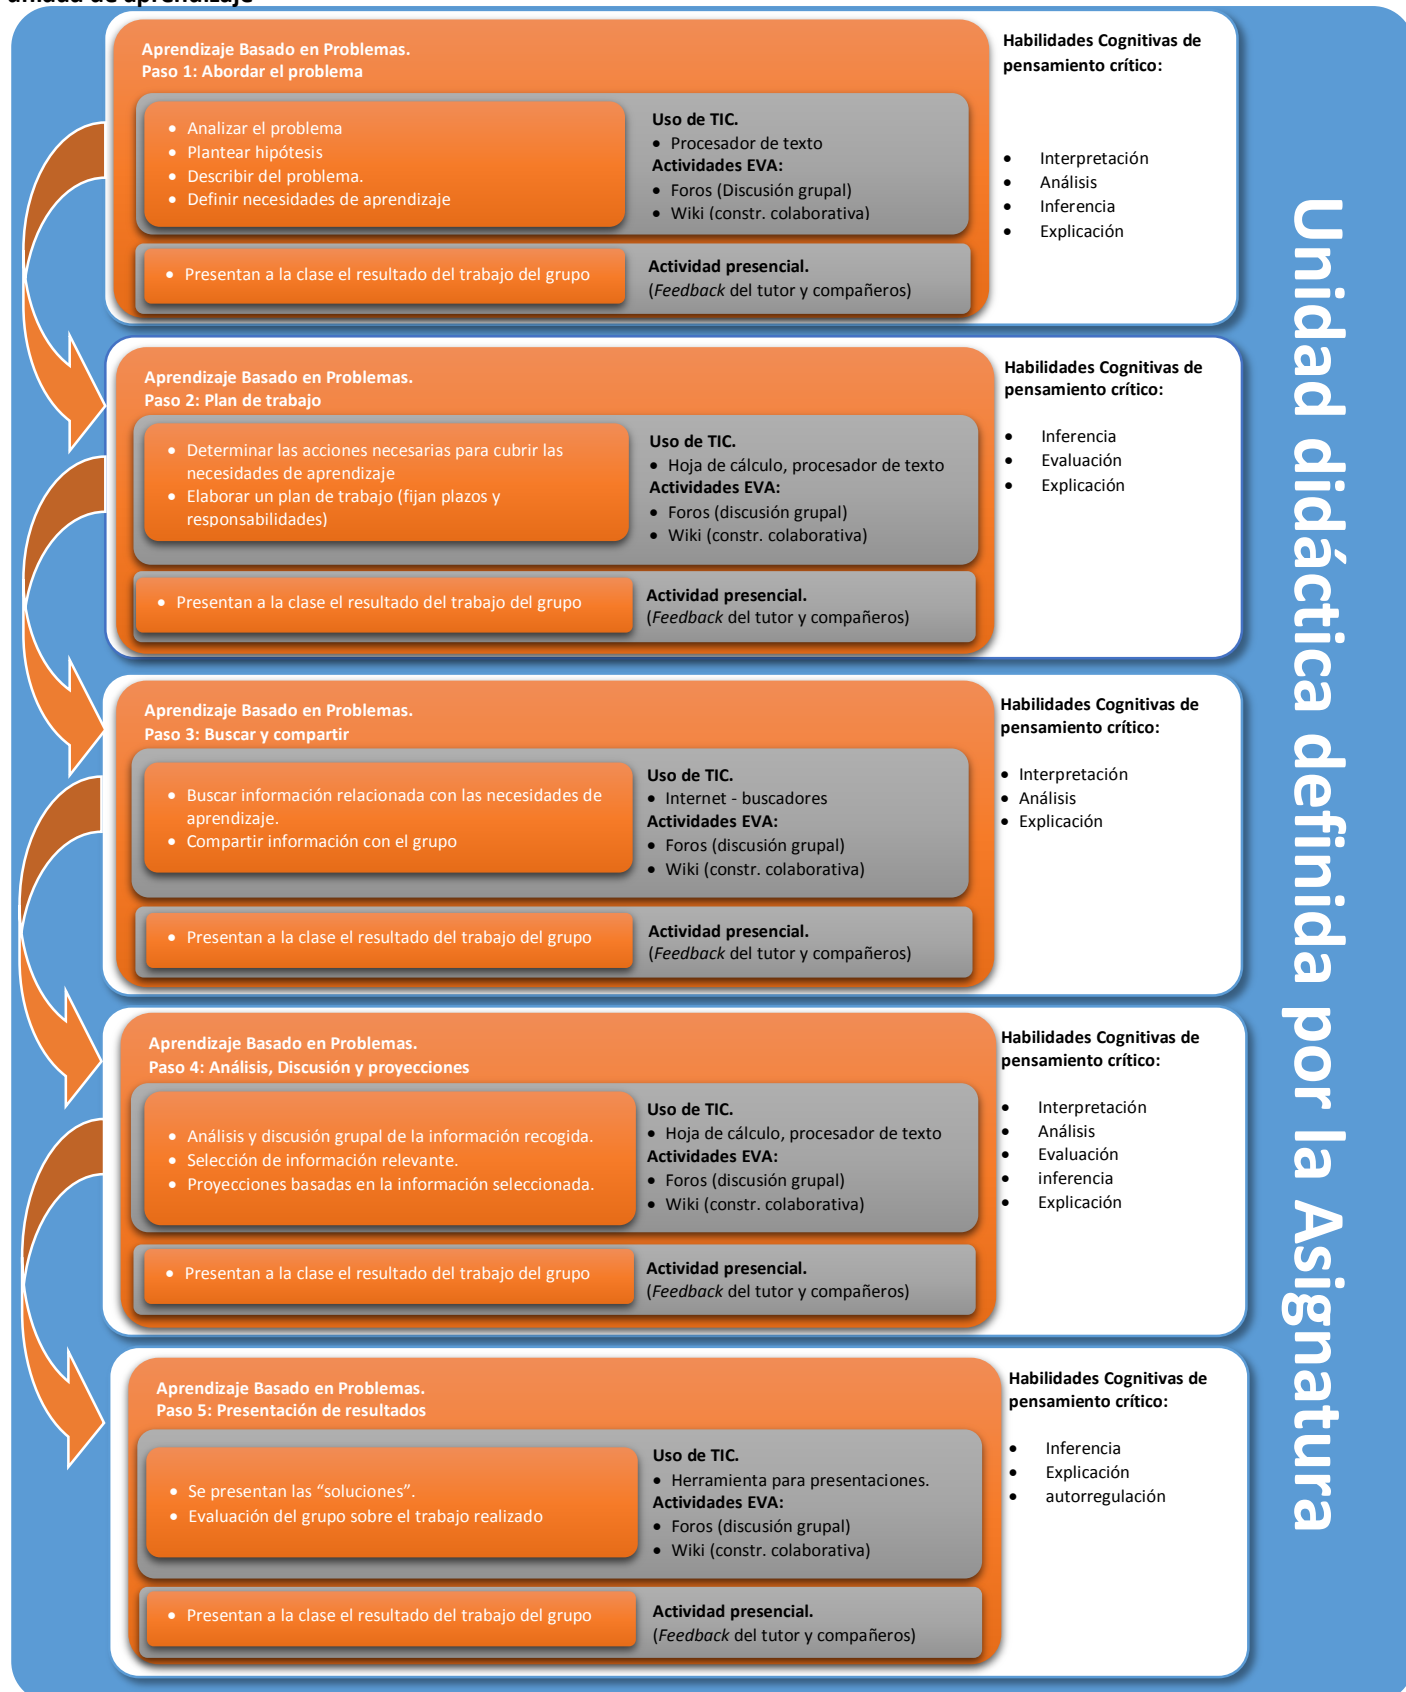 unidad de aprendizaje
Aprendizaje Basado en Problemas.
Paso 1: Abordar el problema
• Analizar el problema
• Plantear hipótesis
• Describir del problema.
• Definir necesidades de aprendizaje
Uso de TIC.
• Procesador de texto
Actividades EVA:
• Foros (Discusión grupal)
• Wiki (constr. colaborativa)
• Presentan a la clase el resultado del trabajo del grupo
Actividad presencial.
(Feedback del tutor y compañeros)
Habilidades Cognitivas de
pensamiento crítico:
• Interpretación
• Análisis
• Inferencia
• Explicación
Aprendizaje Basado en Problemas.
Paso 2: Plan de trabajo
• Determinar las acciones necesarias para cubrir las
necesidades de aprendizaje
• Elaborar un plan de trabajo (fijan plazos y
responsabilidades)
Uso de TIC.
• Hoja de cálculo, procesador de texto
Actividades EVA:
• Foros (discusión grupal)
• Wiki (constr. colaborativa)
• Presentan a la clase el resultado del trabajo del grupo
Actividad presencial.
(Feedback del tutor y compañeros)
Habilidades Cognitivas de
pensamiento crítico:
• Inferencia
• Evaluación
• Explicación
Aprendizaje Basado en Problemas.
Paso 3: Buscar y compartir
• Buscar información relacionada con las necesidades de
aprendizaje.
• Compartir información con el grupo
Uso de TIC.
• Internet - buscadores
Actividades EVA:
• Foros (discusión grupal)
• Wiki (constr. colaborativa)
• Presentan a la clase el resultado del trabajo del grupo
Actividad presencial.
(Feedback del tutor y compañeros)
Habilidades Cognitivas de
pensamiento crítico:
• Interpretación
• Análisis
• Explicación
Aprendizaje Basado en Problemas.
Paso 4: Análisis, Discusión y proyecciones
• Análisis y discusión grupal de la información recogida.
• Selección de información relevante.
• Proyecciones basadas en la información seleccionada.
Uso de TIC.
• Hoja de cálculo, procesador de texto
Actividades EVA:
• Foros (discusión grupal)
• Wiki (constr. colaborativa)
• Presentan a la clase el resultado del trabajo del grupo
Actividad presencial.
(Feedback del tutor y compañeros)
Habilidades Cognitivas de
pensamiento crítico:
• Interpretación
• Análisis
• Evaluación
• inferencia
• Explicación
Aprendizaje Basado en Problemas.
Paso 5: Presentación de resultados
• Se presentan las “soluciones”.
• Evaluación del grupo sobre el trabajo realizado
Uso de TIC.
• Herramienta para presentaciones.
Actividades EVA:
• Foros (discusión grupal)
• Wiki (constr. colaborativa)
• Presentan a la clase el resultado del trabajo del grupo
Actividad presencial.
(Feedback del tutor y compañeros)
Habilidades Cognitivas de
pensamiento crítico:
• Inferencia
• Explicación
• autorregulación
Unidad didáctica definida por la Asignatura